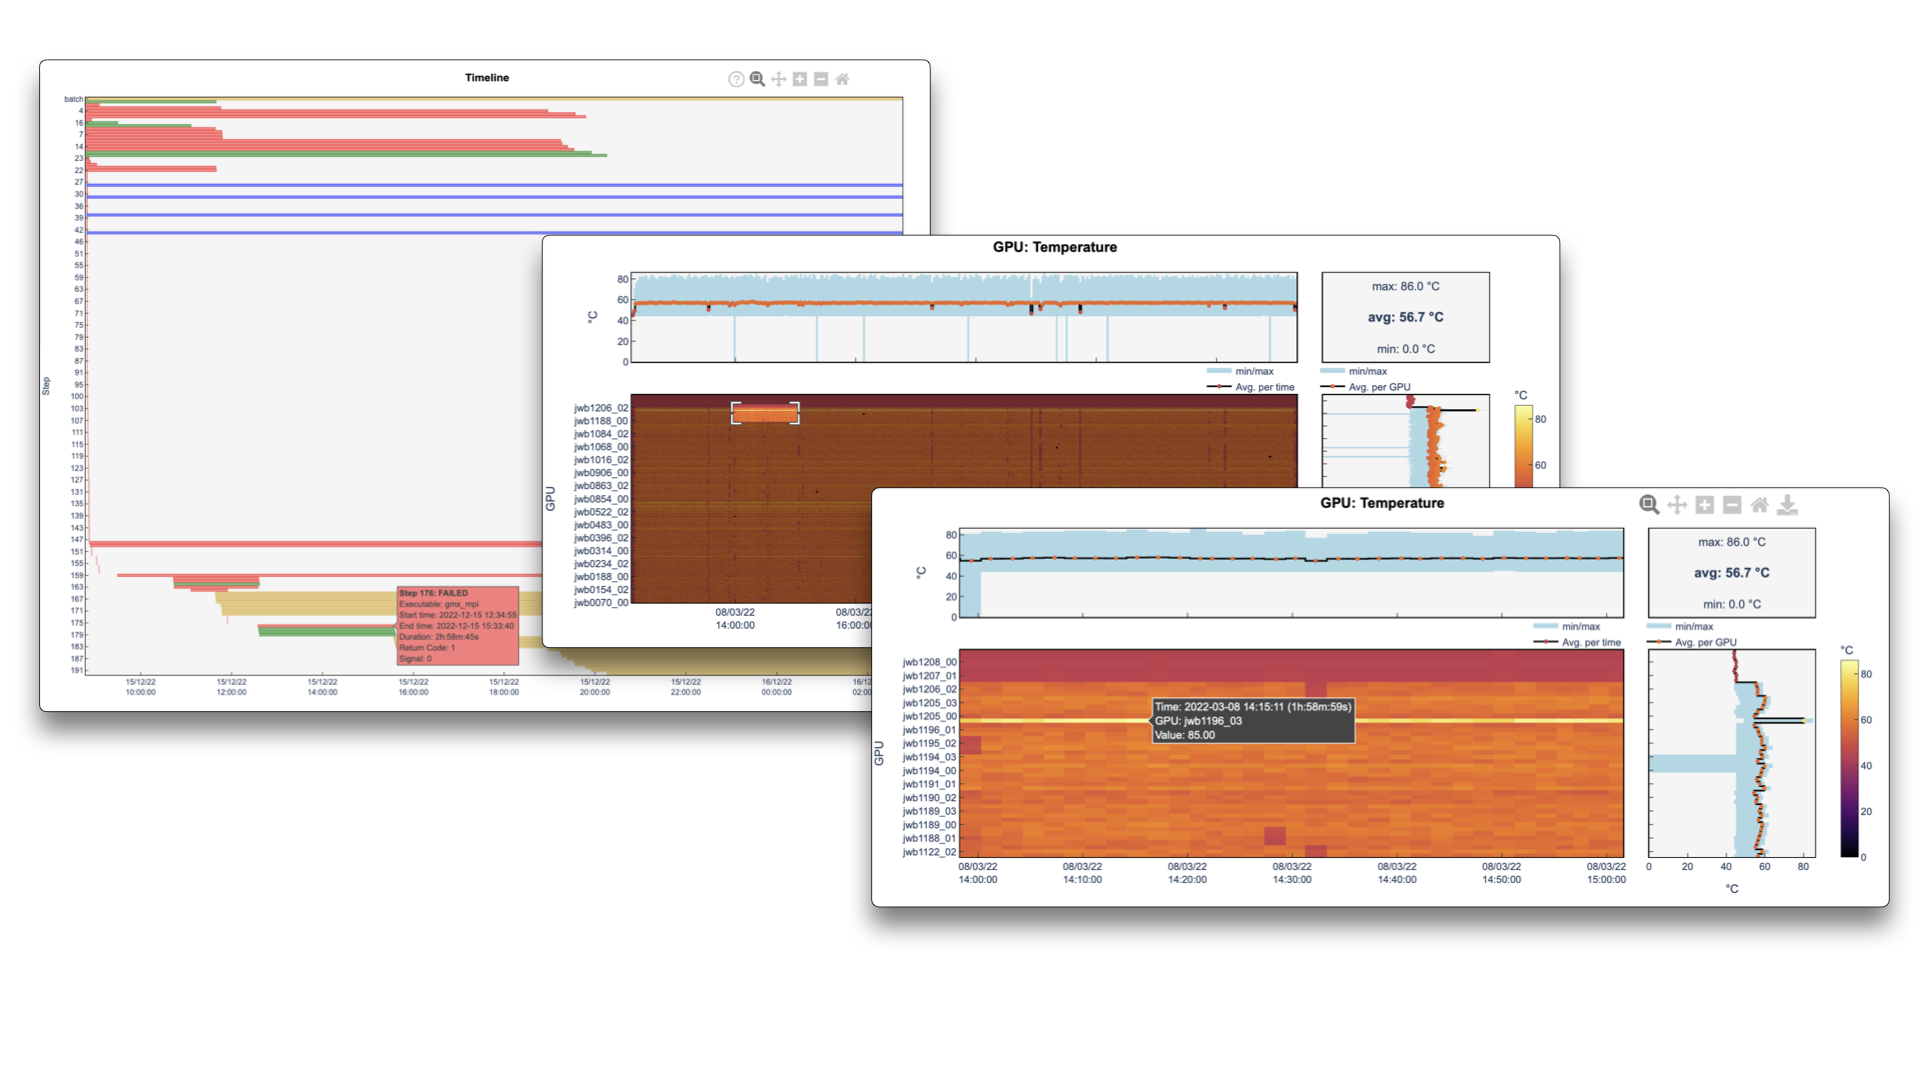 Timeline
batch
4
16
7
14
23
22
27
30
36
39
42
46
51
55
59
63
67
71
75
79
83
87
91
95
100
103
107
111
115
119
123
127
131
135
139
143
147
151
155
159
163
167
171
175
179
183
187
191
Step
Step 176: FAILED
Executable: gmx_mpi
Start time: 2022-12-15 12:34:55
End time: 2022-12-15 15:33:40
Duration: 2h:58m:45s
Return Code: 1
Signal: 0
15/12/22 15/12/22 15/12/22 15/12/22 15/12/22 15/12/22 15/12/22 16/12/22 16/12
10:00:00 12:00:00 14:00:00 16:00:00 18:00:00 20:00:00 22:00:00 00:00:00 02:0
GPU: Temperature
80
60
40
20
0
°C
max: 86.0 °C
avg: 56.7 °C
min: 0.0 °C
min/max
Avg. per time
min/max
Avg. per GPU
°C
80
60
jwb1206_02
jwb1188_00
jwb1084_02
jwb1068_00
jwb1016_02
jwb0906_00
jwb0863_02
jwb0854_00
jwb0522_02
jwb0483_00
jwb0396_02
jwb0314_00
jwb0234_02
jwb0188_00
jwb0154_02
jwb0070_00
GPU
08/03/22 08/03/22
14:00:00 16:00:00
GPU: Temperature
80
60
40
20
0
°C
max: 86.0 °C
avg: 56.7 °C
min: 0.0 °C
min/max
Avg. per time
min/max
Avg. per GPU
°C
80
60
40
20
0
jwb1208_00
jwb1207_01
jwb1206_02
jwb1205_03
jwb1205_00
jwb1196_01
jwb1195_02
jwb1194_03
jwb1194_00
jwb1191_01
jwb1190_02
jwb1189_03
jwb1189_00
jwb1188_01
jwb1122_02
GPU
Time: 2022-03-08 14:15:11 (1h:58m:59s)
GPU: jwb1196_03
Value: 85.00
08/03/22 08/03/22 08/03/22 08/03/22 08/03/22 08/03/22 08/03/22
14:00:00 14:10:00 14:20:00 14:30:00 14:40:00 14:50:00 15:00:00
0 20 40 60 80
°C